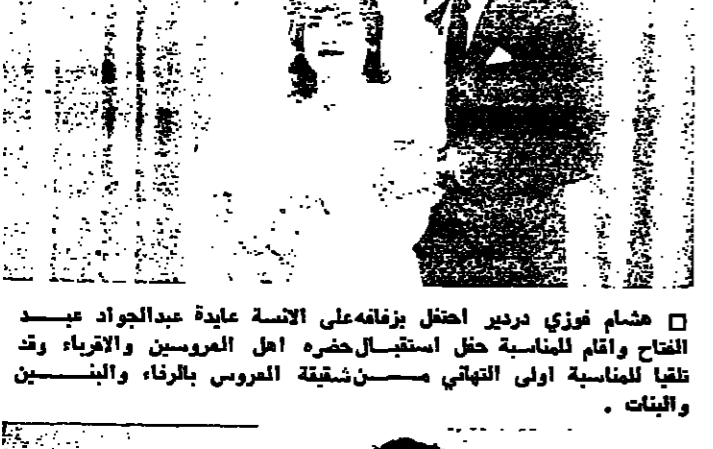 □ هشام فوزي دردير احتفل بزفافه على الانسة عايدة عبدالجواد عبد
الفتاح واقام للمناسبة حفل استقبال حضره اهل العروسين والاقرباء وقد
تلقيا للمناسبة اولى التهاني من شقيقة العروس بالرفاء والبنين
والبنات .